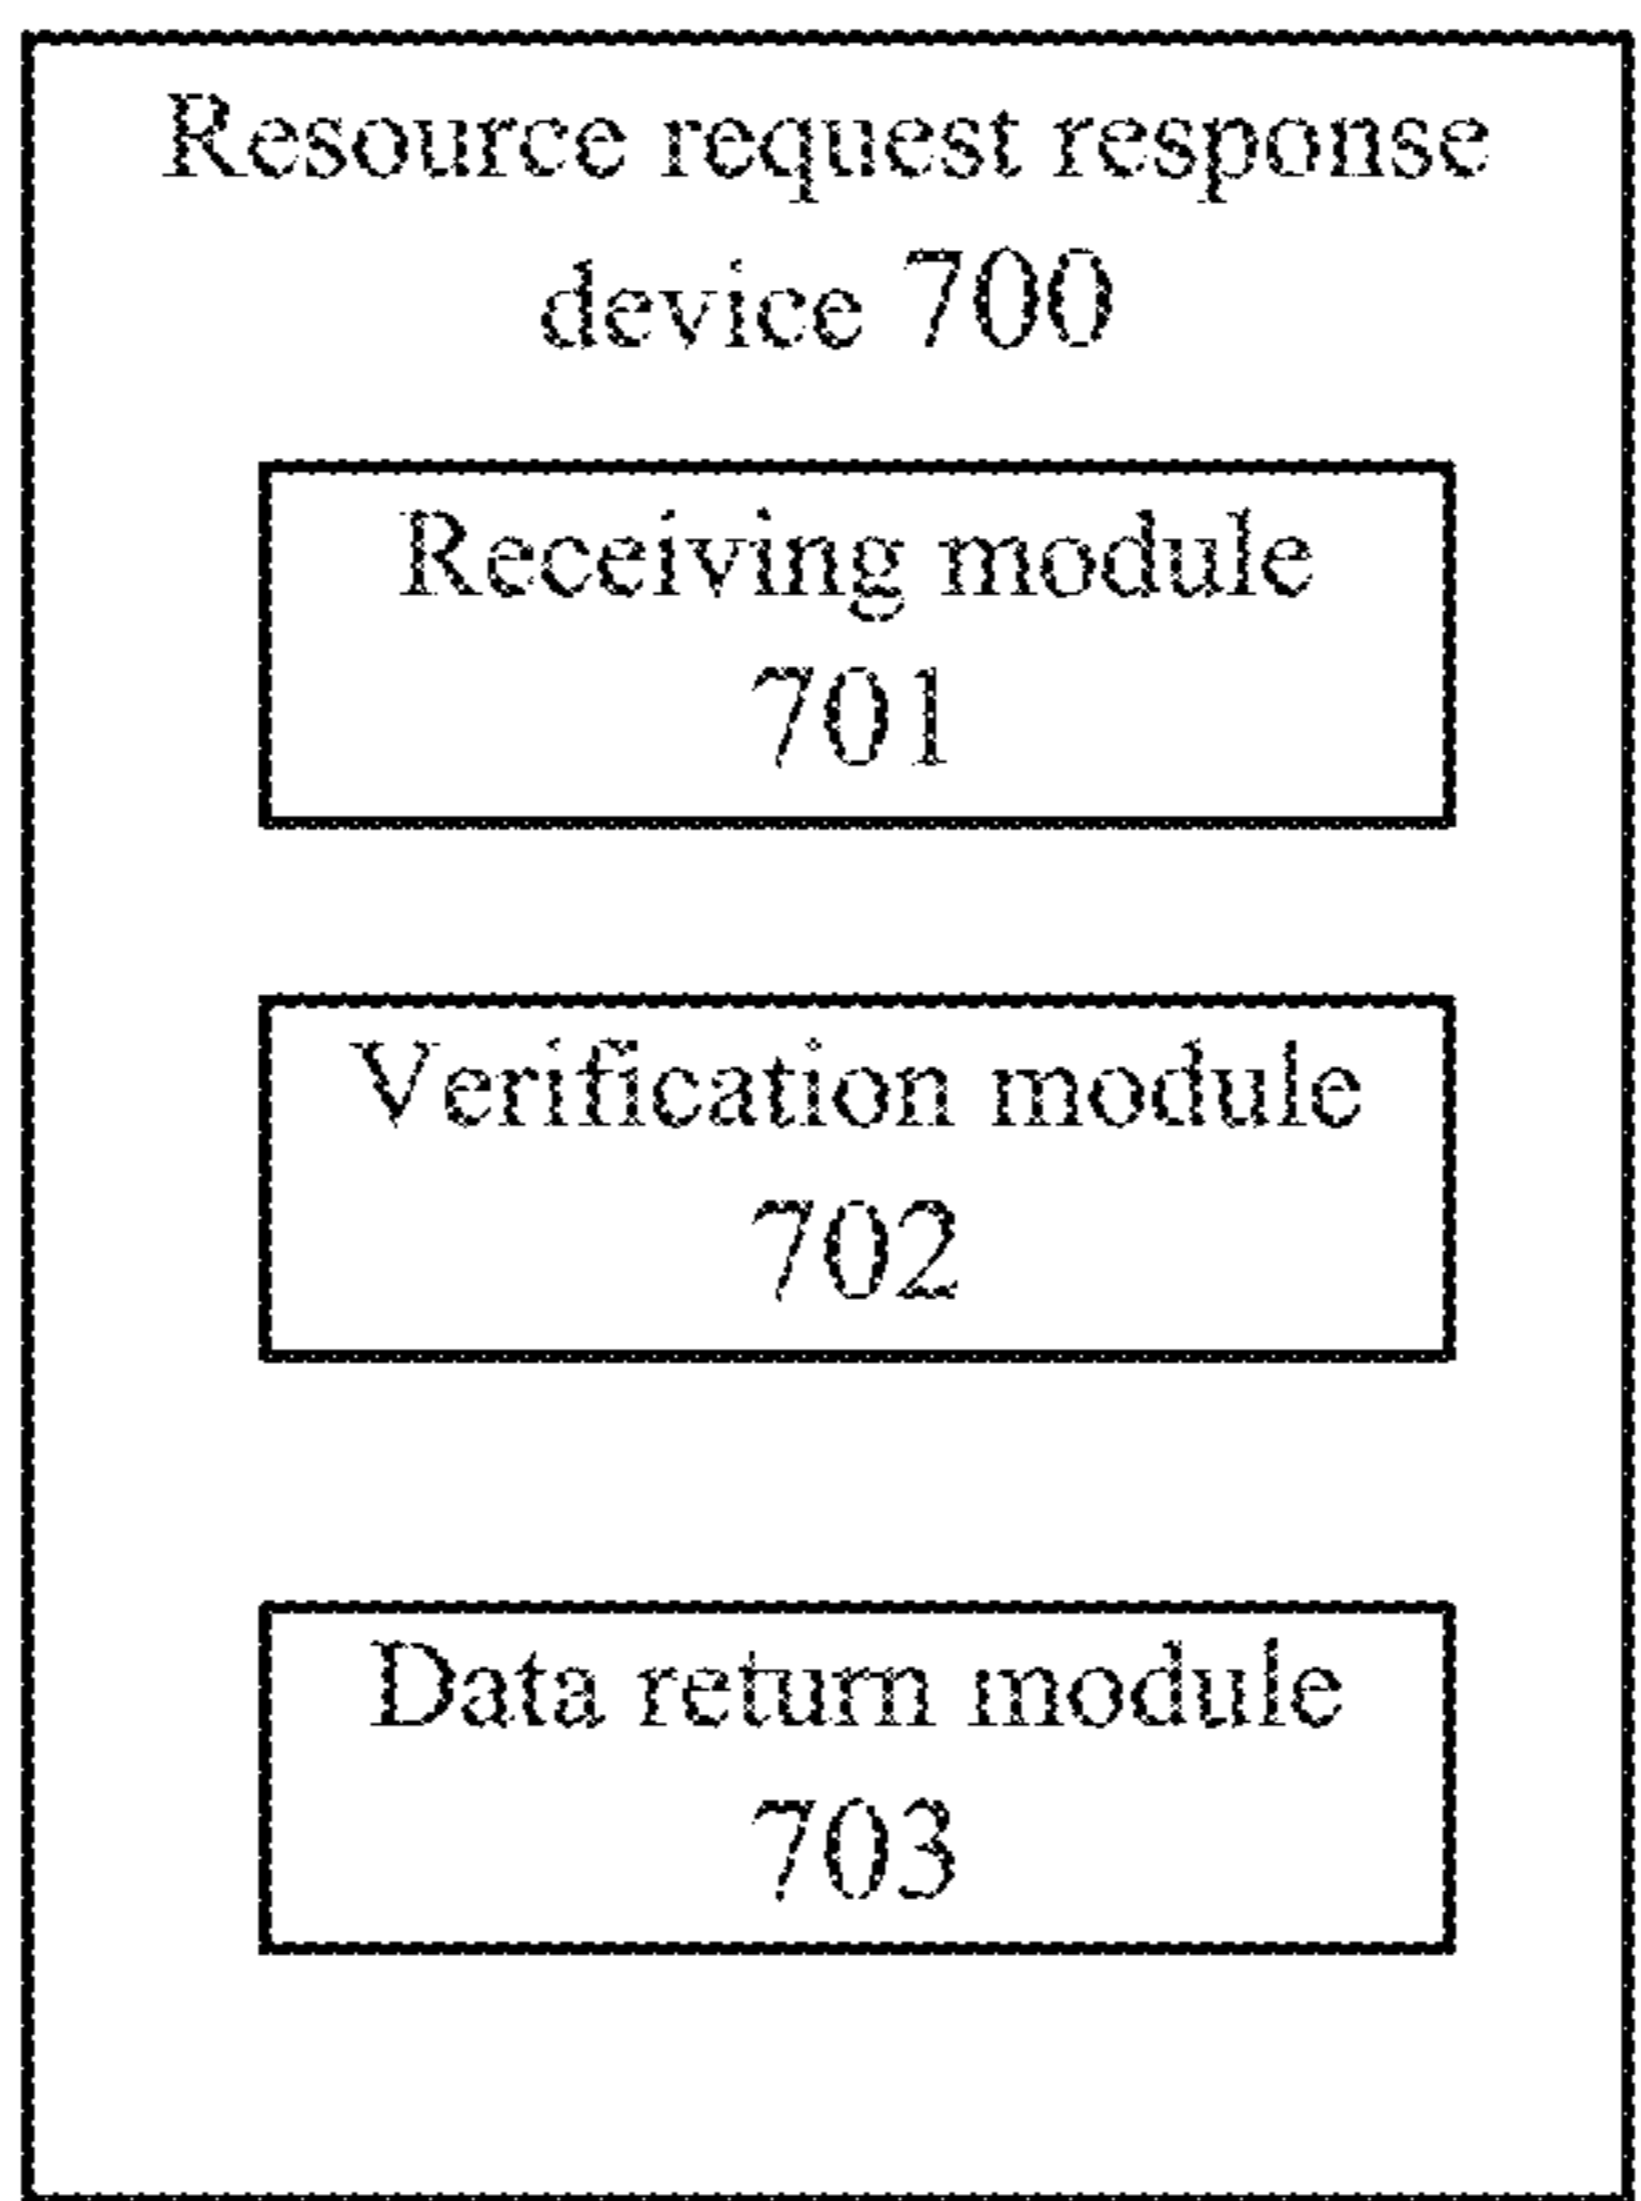 Resource request response
device 700
Receiving module
701
Verification module
702
Data return module
703